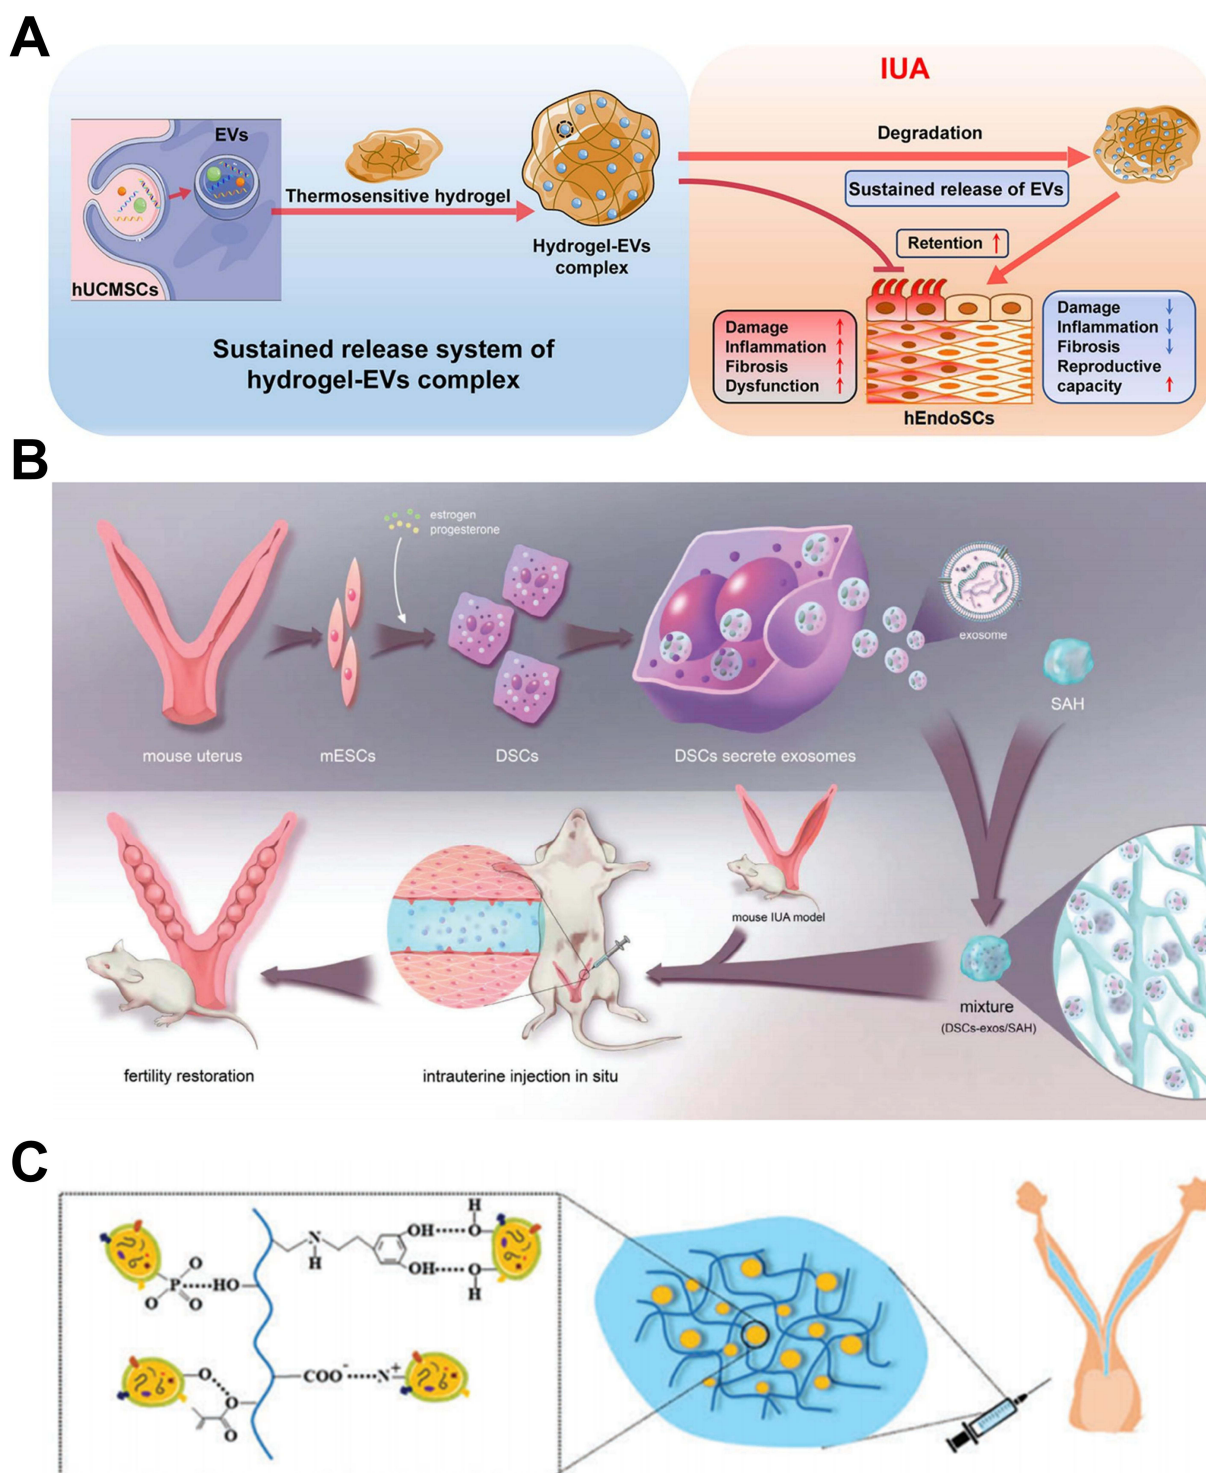 A
IUA
EVs
Degradation
Thermosensitive hydrogel
Sustained release of EVs
Hydrogel-EVs
complex
Retention ↑
hUCMSCs
Damage ↑
Inflammation ↑
Fibrosis ↑
Dysfunction ↑
Damage ↓
Inflammation ↓
Fibrosis ↓
Reproductive
capacity ↑
Sustained release system of
hydrogel-EVs complex
hEndoSCs
B
estrogen
progesterone
exosome
SAH
mouse uterus
mESCs
DSCs
DSCs secrete exosomes
mouse IUA model
mixture
(DSCs-exos/SAH)
fertility restoration
intrauterine injection in situ
C
H
OH
O
N
H
O
P
HO
OH
O
O
O
H
O
COO-
N+
O
O